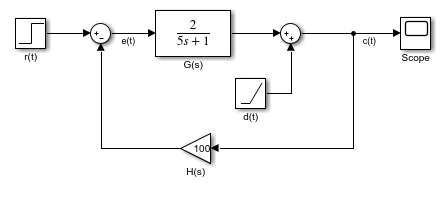 r(t)
e(t)
2
5s + 1
G(s)
d(t)
c(t)
Scope
100
H(s)